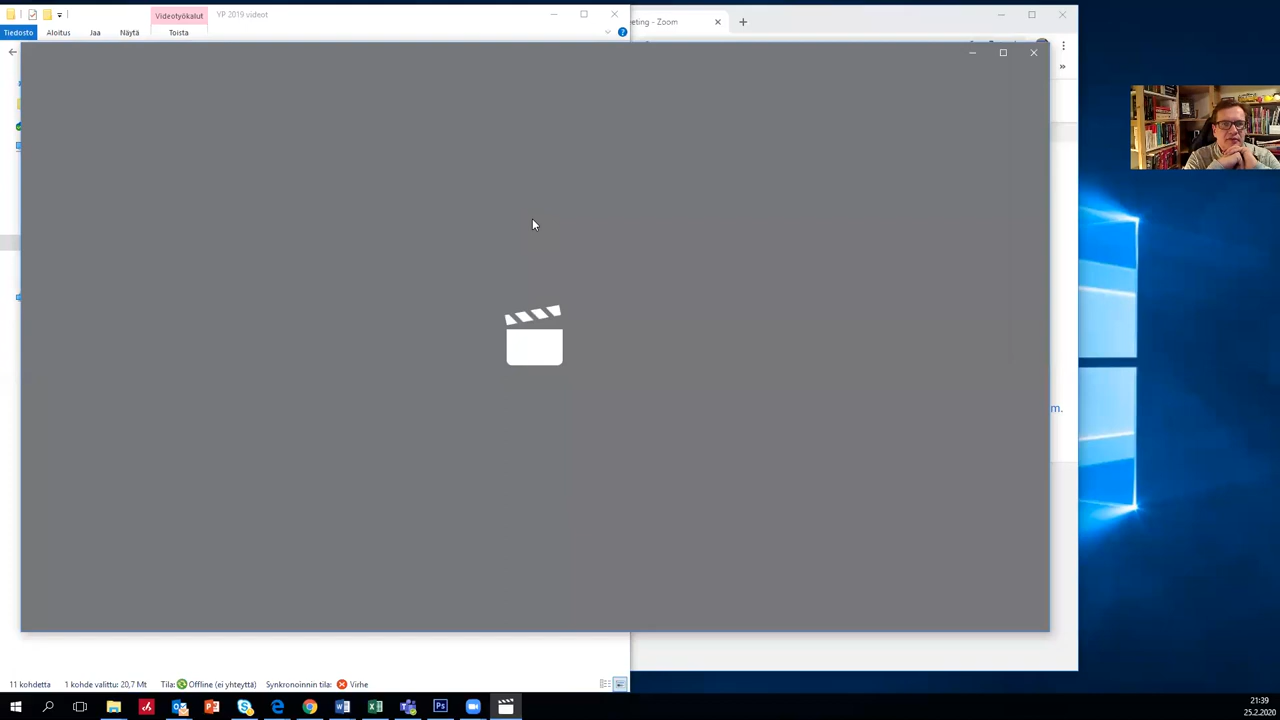 Videotyökalut
YP 2019 videot
eting - Zoom
Tiedosto
Aloitus
Jaa
Näytä
Toista
m.
11 kohdetta
1 kohde valittu: 20,7 Mt
Tila: Offline (ei yhteyttä)
Synkronoinnin tila: Virhe
21:39
25.2.2020